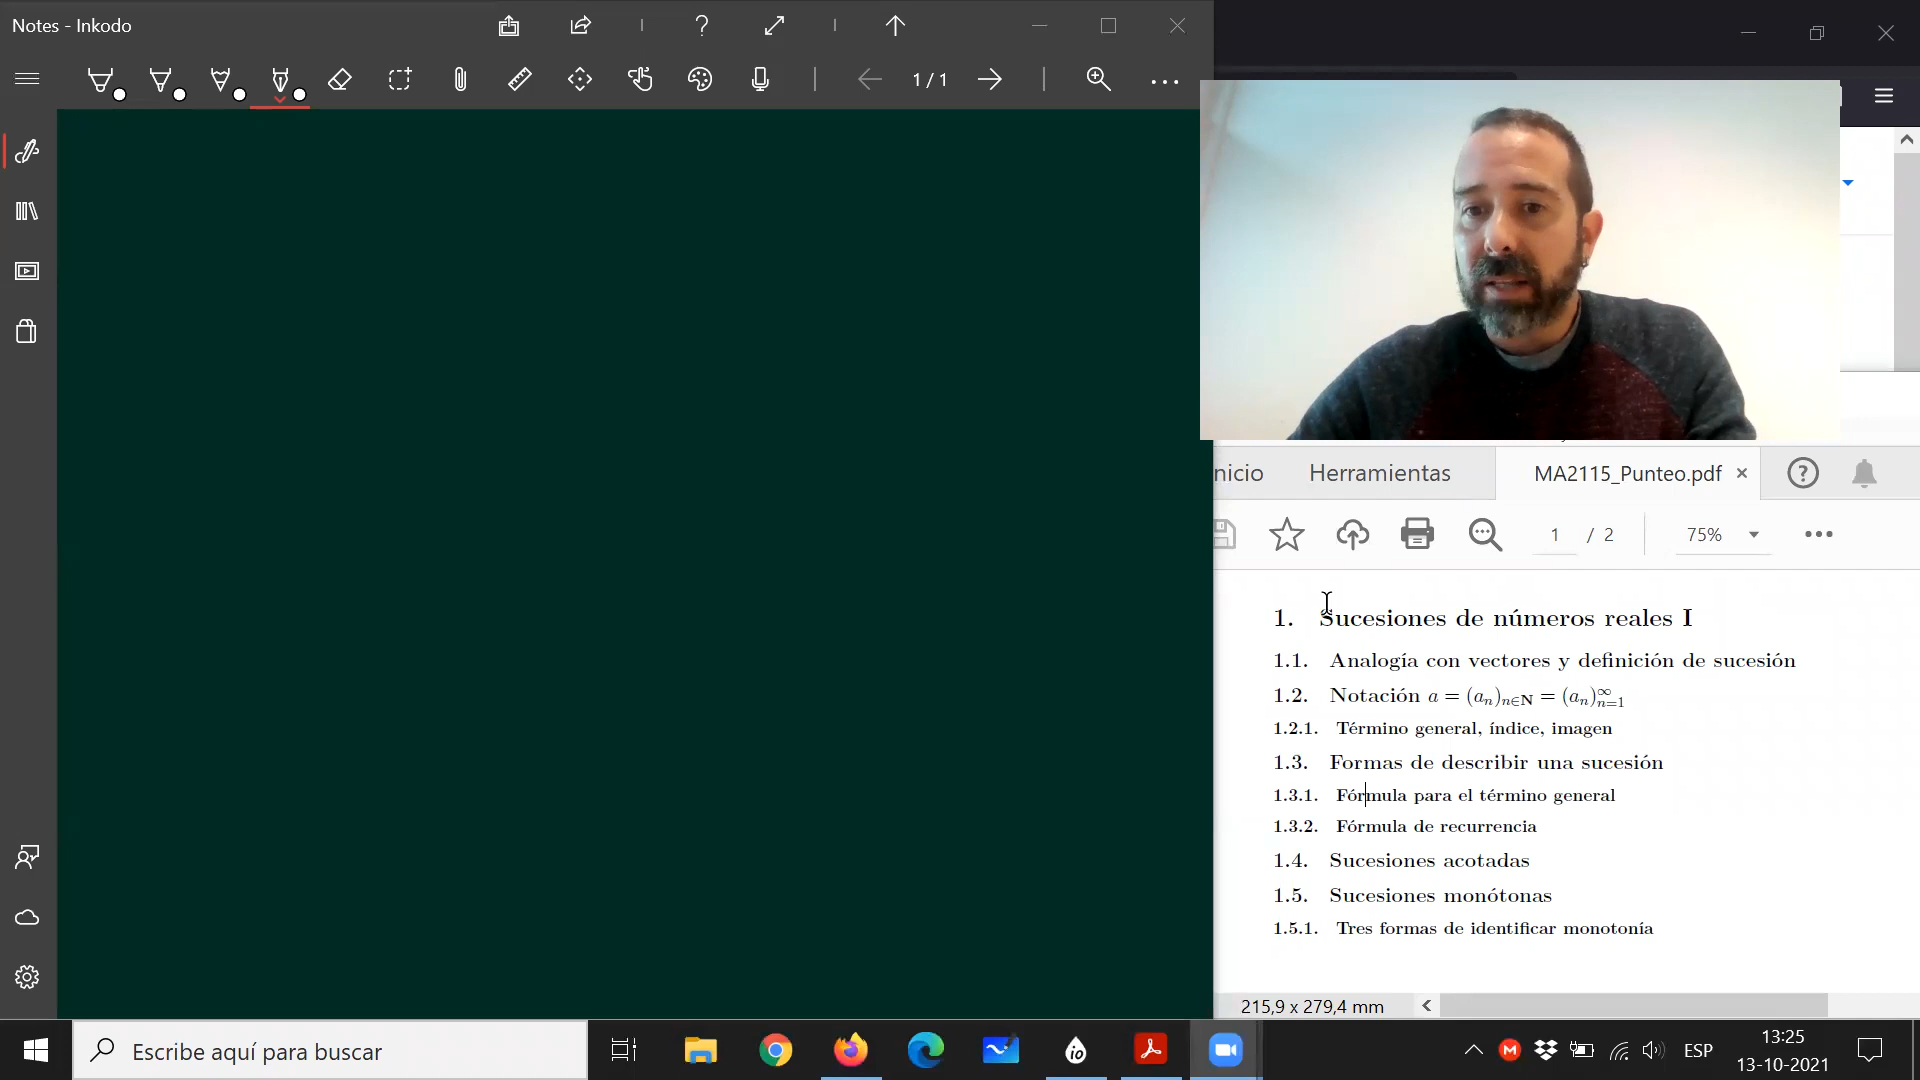 Notes - Inkodo
1 / 1
nicio
Herramientas
MA2115_Punteo.pdf
1 / 2
75%
1. Sucesiones de números reales I
1.1. Analogía con vectores y definición de sucesión
1.2. Notación a = (aₙ)ₙ∈N = (aₙ)∞ₙ₌₁
1.2.1. Término general, índice, imagen
1.3. Formas de describir una sucesión
1.3.1. Fórmula para el término general
1.3.2. Fórmula de recurrencia
1.4. Sucesiones acotadas
1.5. Sucesiones monótonas
1.5.1. Tres formas de identificar monotonía
215,9 x 279,4 mm
Escribe aquí para buscar
io
M
ESP
13:25
13-10-2021